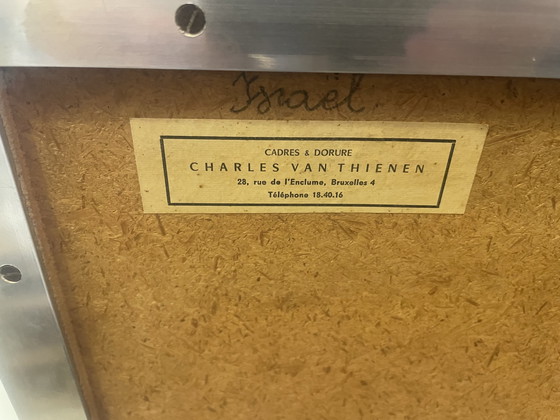 Israël
CADRES & DORURE
CHARLES VAN THIENEN
28, rue de l'Enclume, Bruxelles 4
Téléphone 18.40.16